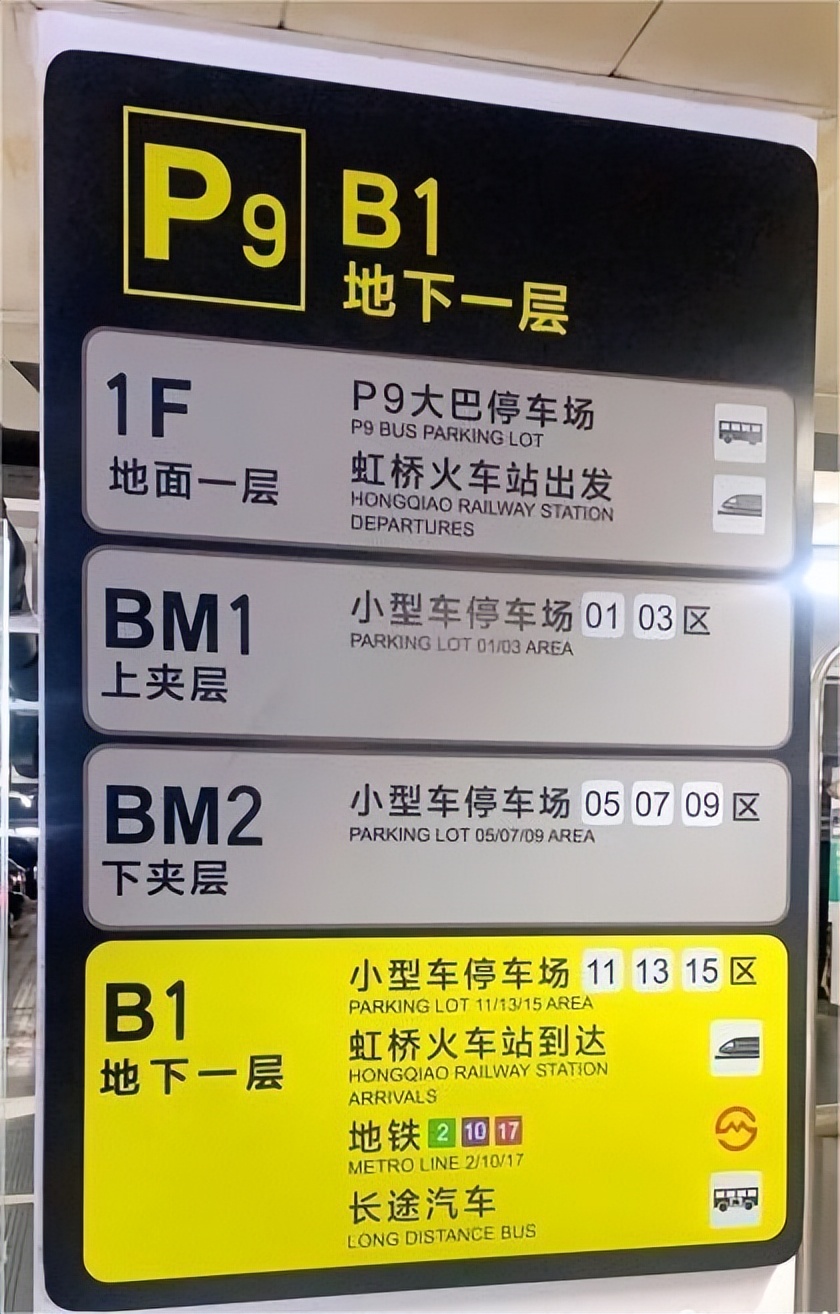 P9
B1
地下一层
1F
地面一层
P9大巴停车场
P9 BUS PARKING LOT
虹桥火车站出发
HONGQIAO RAILWAY STATION
DEPARTURES
BM1
上夹层
小型车停车场 01 03 区
PARKING LOT 01/03 AREA
BM2
下夹层
小型车停车场 05 07 09 区
PARKING LOT 05/07/09 AREA
B1
地下一层
小型车停车场 11 13 15 区
PARKING LOT 11/13/15 AREA
虹桥火车站到达
HONGQIAO RAILWAY STATION
ARRIVALS
地铁 2 10 17
METRO LINE 2/10/17
长途汽车
LONG DISTANCE BUS